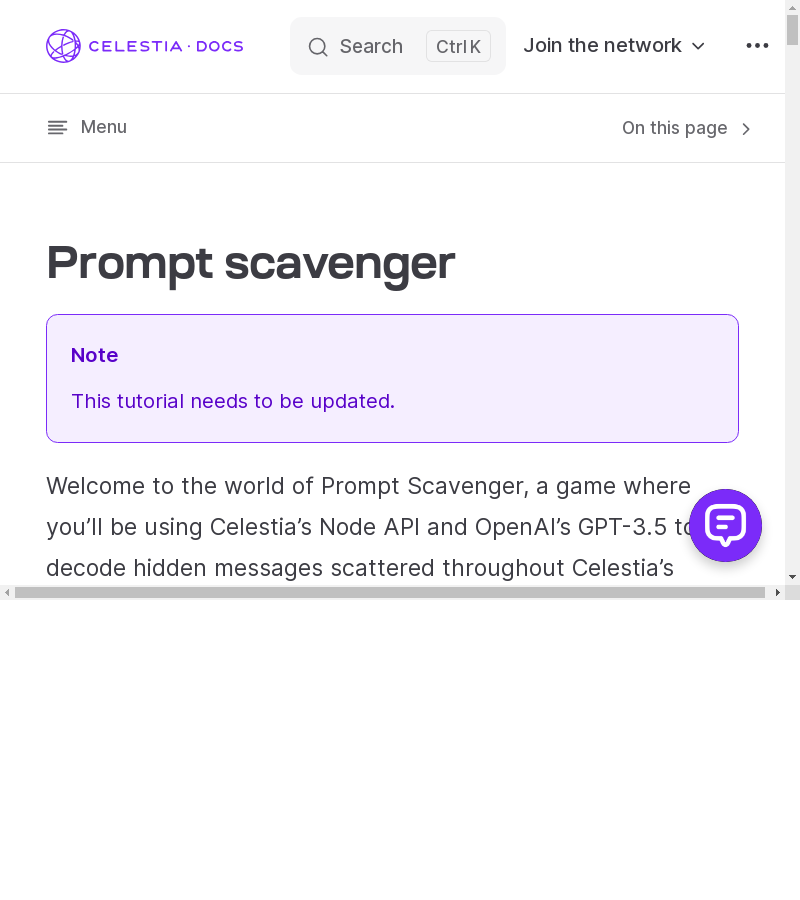 CELESTIA · DOCS
Search
Ctrl K
Join the network
Menu
On this page
Prompt scavenger
Note
This tutorial needs to be updated.
Welcome to the world of Prompt Scavenger, a game where
you’ll be using Celestia’s Node API and OpenAI’s GPT-3.5 to
decode hidden messages scattered throughout Celestia’s